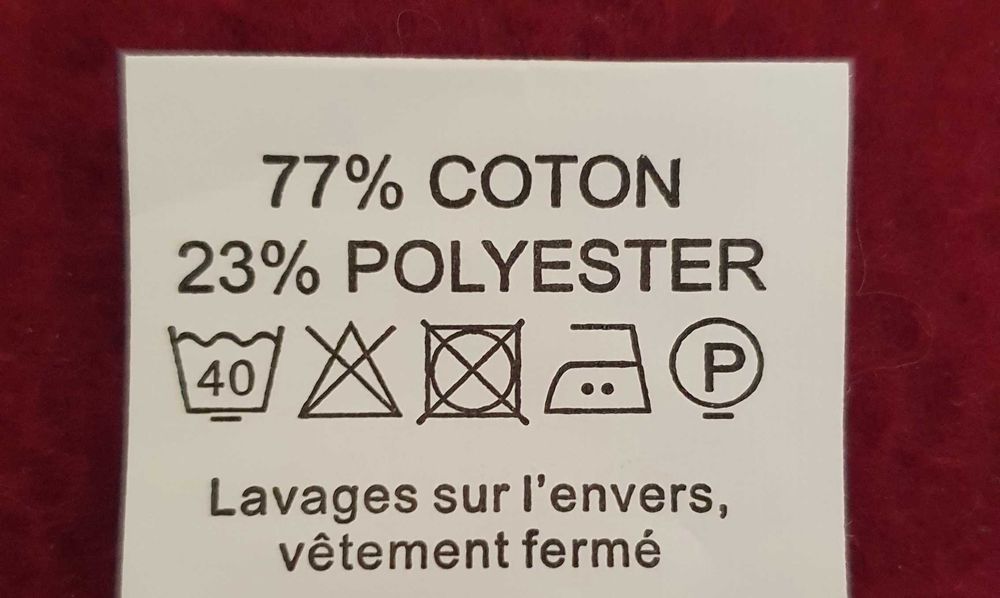 77% COTON
23% POLYESTER
40 P
Lavages sur l'envers,
vêtement fermé